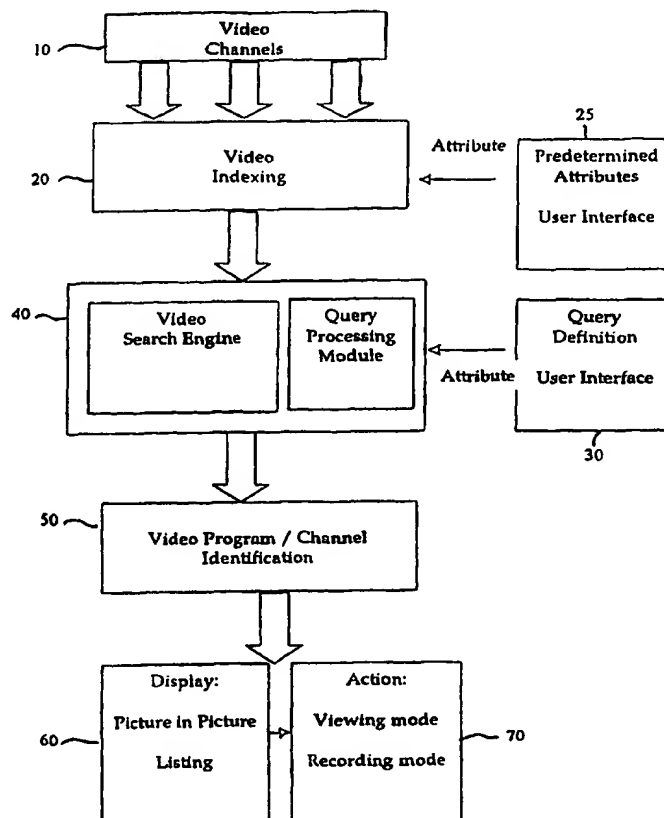 10
Video
Channels
25
20
Video
Indexing
Attribute
Predetermined
Attributes
User Interface
40
Video
Search Engine
Query
Processing
Module
Attribute
Query
Definition
User Interface
30
50
Video Program / Channel
Identification
60
Display:
Picture in Picture
Listing
Action:
Viewing mode
Recording mode
70